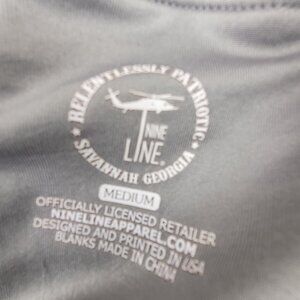 ★ RELENTLESSLY PATRIOTIC ★
NINE
LINE®
SAVANNAH GEORGIA
MEDIUM
OFFICIALLY LICENSED RETAILER
NINELINEAPPAREL.COM
DESIGNED AND PRINTED IN USA
BLANKS MADE IN CHINA